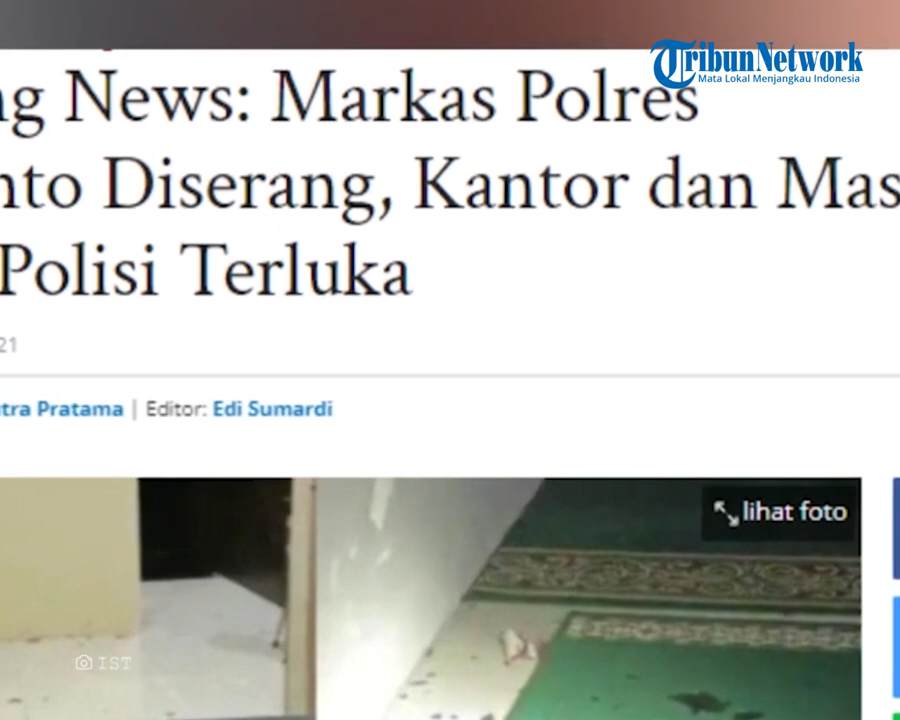 TribunNetwork
Mata Lokal Menjangkau Indonesia
ng News: Markas Polres
nto Diserang, Kantor dan Mas
Polisi Terluka
21
tra Pratama | Editor: Edi Sumardi
lihat foto
IST